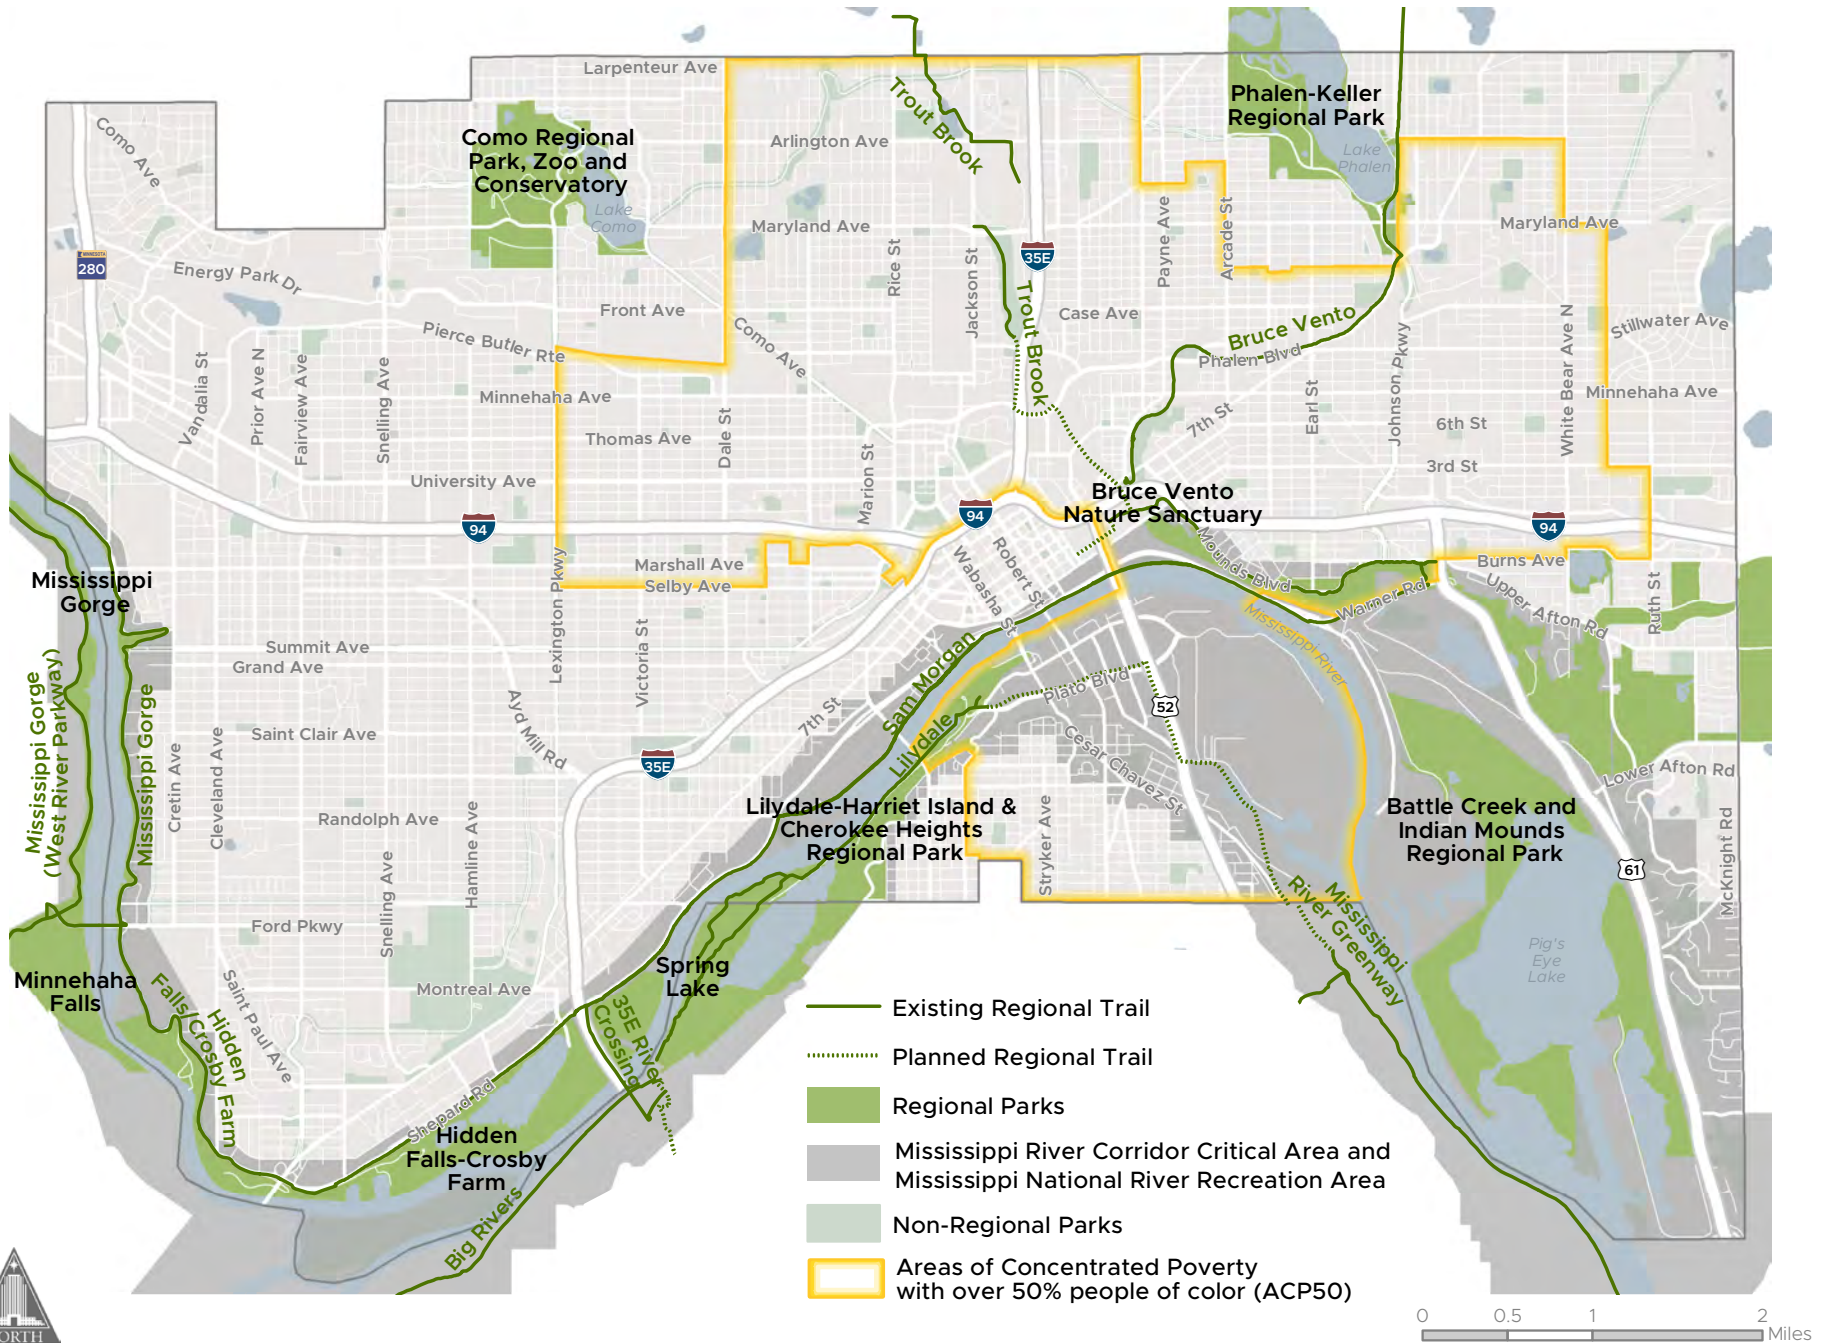 Larpenteur Ave
Trout Brook
Phalen-Keller
Regional Park
Como Ave
Como Regional
Park, Zoo and
Conservatory
Arlington Ave
Lake
Phalen
Lake
Como
Maryland Ave
Maryland Ave
Payne Ave
Arcade St
Rice St
Jackson St
35E
MINNESOTA
280
Energy Park Dr
Front Ave
Trout Brook
Case Ave
Bruce Vento
Stillwater Ave
Pierce Butler Rte
Como Ave
Phalen Blvd
Vandalia St
Prior Ave N
Fairview Ave
Snelling Ave
Minnehaha Ave
Earl St
Johnson Pkwy
White Bear Ave N
Minnehaha Ave
Thomas Ave
Dale St
7th St
6th St
Marion St
3rd St
University Ave
Bruce Vento
Nature Sanctuary
94
94
94
Mounds Blvd
Robert St
Wabasha St
Marshall Ave
Selby Ave
Burns Ave
Mississippi
Gorge
Lexington Pkwy
Warner Rd
Upper Afton Rd
Ruth St
Mississippi River
Summit Ave
Grand Ave
Victoria St
Sam Morgan
Plato Blvd
Mississippi Gorge
(West River Parkway)
Mississippi Gorge
Ayd Mill Rd
7th St
52
Saint Clair Ave
Lilydale
Cesar Chavez St
Cretin Ave
Cleveland Ave
35E
Lower Afton Rd
Randolph Ave
Hamline Ave
Lilydale-Harriet Island &
Cherokee Heights
Regional Park
Stryker Ave
Battle Creek and
Indian Mounds
Regional Park
61
McKnight Rd
Snelling Ave
Ford Pkwy
Mississippi
River Greenway
Pig's
Eye
Lake
Minnehaha
Falls
Spring
Lake
Montreal Ave
Saint Paul Ave
Hidden
Falls/Crosby Farm
35E River
Crossing
Shepard Rd
Hidden
Falls-Crosby
Farm
Big Rivers
Existing Regional Trail
Planned Regional Trail
Regional Parks
Mississippi River Corridor Critical Area and
Mississippi National River Recreation Area
Non-Regional Parks
Areas of Concentrated Poverty
with over 50% people of color (ACP50)
0 0.5 1 2
Miles
ORTH